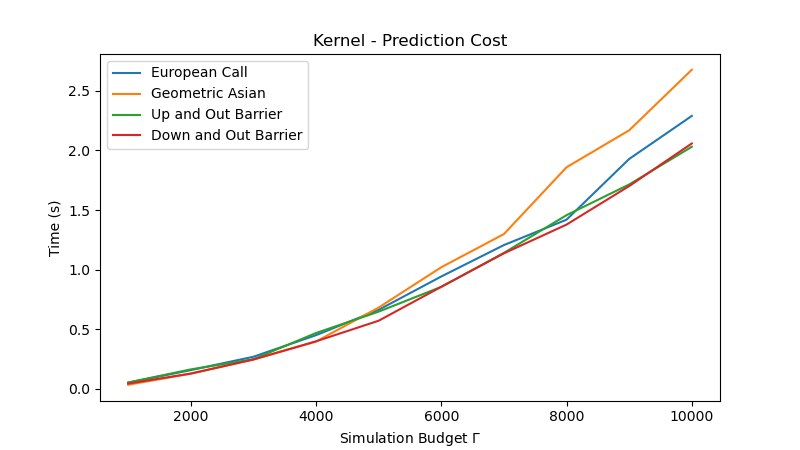 Kernel - Prediction Cost
European Call
Geometric Asian
Up and Out Barrier
Down and Out Barrier
Time (s)
2.5
2.0
1.5
1.0
0.5
0.0
2000 4000 6000 8000 10000
Simulation Budget Γ